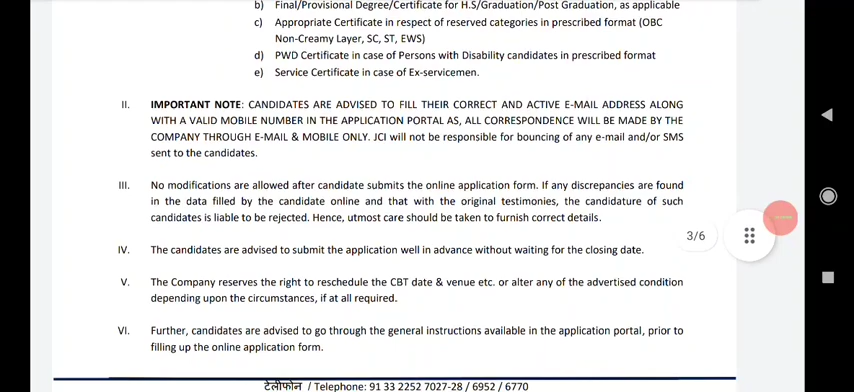 b) Final/Provisional Degree/Certificate for H.S/Graduation/Post Graduation, as applicable
c) Appropriate Certificate in respect of reserved categories in prescribed format (OBC
Non-Creamy Layer, SC, ST, EWS)
d) PWD Certificate in case of Persons with Disability candidates in prescribed format
e) Service Certificate in case of Ex-servicemen.
II. IMPORTANT NOTE: CANDIDATES ARE ADVISED TO FILL THEIR CORRECT AND ACTIVE E-MAIL ADDRESS ALONG
WITH A VALID MOBILE NUMBER IN THE APPLICATION PORTAL AS, ALL CORRESPONDENCE WILL BE MADE BY THE
COMPANY THROUGH E-MAIL & MOBILE ONLY. JCI will not be responsible for bouncing of any e-mail and/or SMS
sent to the candidates.
III. No modifications are allowed after candidate submits the online application form. If any discrepancies are found
in the data filled by the candidate online and that with the original testimonies, the candidature of such
candidates is liable to be rejected. Hence, utmost care should be taken to furnish correct details.
3/6
IV. The candidates are advised to submit the application well in advance without waiting for the closing date.
V. The Company reserves the right to reschedule the CBT date & venue etc. or alter any of the advertised condition
depending upon the circumstances, if at all required.
VI. Further, candidates are advised to go through the general instructions available in the application portal, prior to
filling up the online application form.
टेलीफोन / Telephone: 91 33 2252 7027-28 / 6952 / 6770